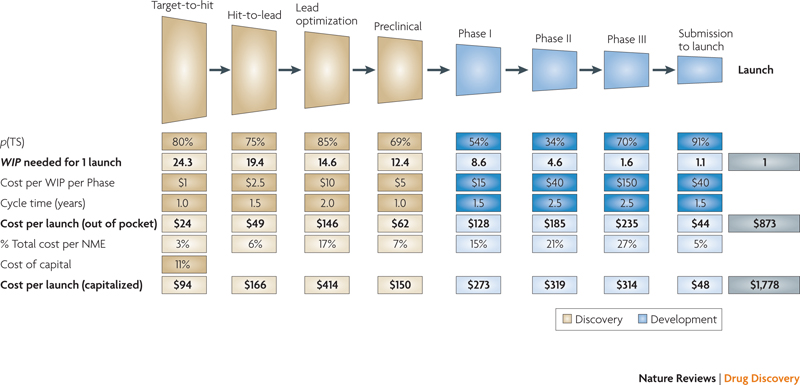 Target-to-hit
Hit-to-lead
Lead
optimization
Preclinical
Phase I
Phase II
Phase III
Submission
to launch
Launch
p(TS) 80% 75% 85% 69% 54% 34% 70% 91%
WIP needed for 1 launch 24.3 19.4 14.6 12.4 8.6 4.6 1.6 1.1 1
Cost per WIP per Phase $1 $2.5 $10 $5 $15 $40 $150 $40
Cycle time (years) 1.0 1.5 2.0 1.0 1.5 2.5 2.5 1.5
Cost per launch (out of pocket) $24 $49 $146 $62 $128 $185 $235 $44 $873
% Total cost per NME 3% 6% 17% 7% 15% 21% 27% 5%
Cost of capital 11%
Cost per launch (capitalized) $94 $166 $414 $150 $273 $319 $314 $48 $1,778
Discovery Development
Nature Reviews | Drug Discovery